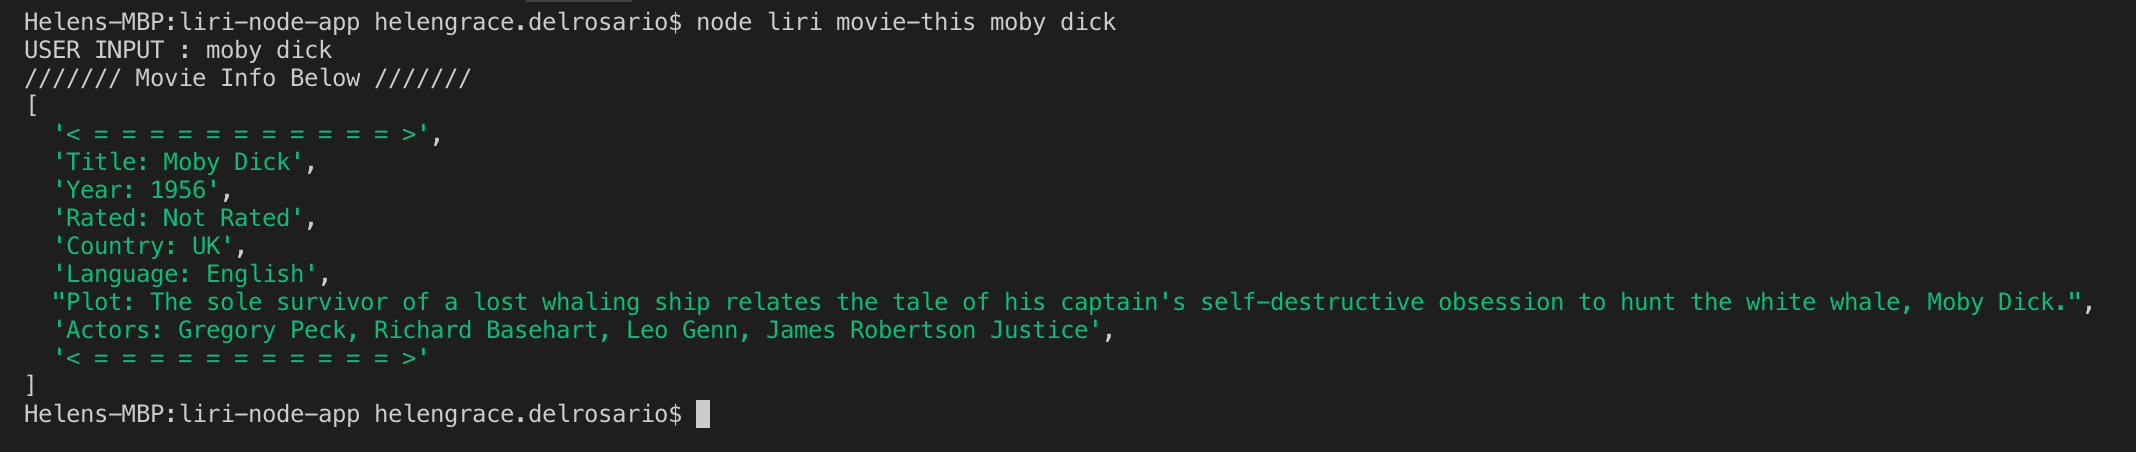 Helens-MBP:liri-node-app helengrace.delrosario$ node liri movie-this moby dick
USER INPUT : moby dick
/////// Movie Info Below ///////
[
  '< = = = = = = = = = = = >',
  'Title: Moby Dick',
  'Year: 1956',
  'Rated: Not Rated',
  'Country: UK',
  'Language: English',
  "Plot: The sole survivor of a lost whaling ship relates the tale of his captain's self-destructive obsession to hunt the white whale, Moby Dick.",
  'Actors: Gregory Peck, Richard Basehart, Leo Genn, James Robertson Justice',
  '< = = = = = = = = = = = >'
]
Helens-MBP:liri-node-app helengrace.delrosario$